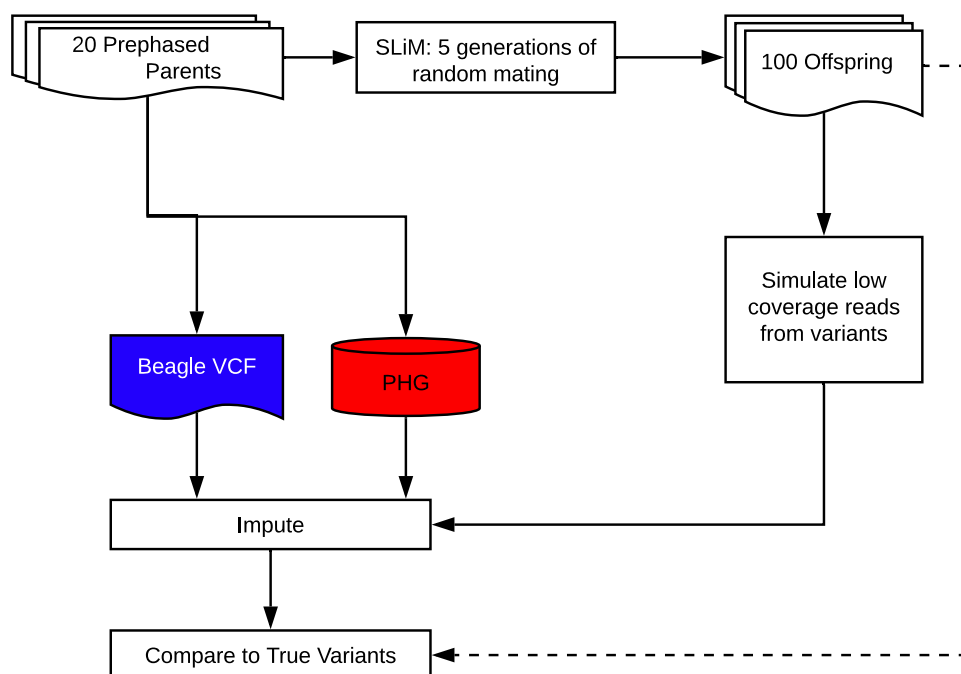 20 Prephased
Parents
SLiM: 5 generations of
random mating
100 Offspring
Simulate low
coverage reads
from variants
Beagle VCF
PHG
Impute
Compare to True Variants